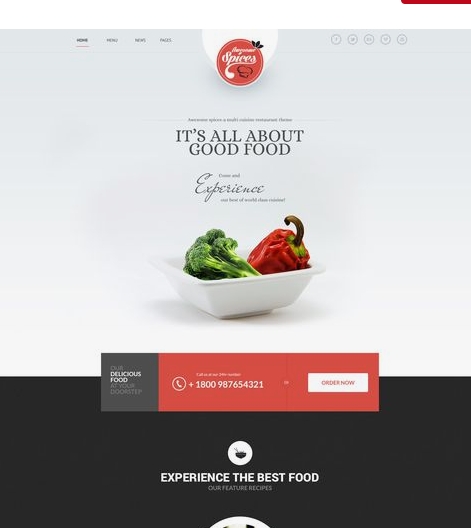 HOME MENU NEWS PAGES
Awesome
Spices
Awesome spices a multi cuisine restaurant theme
IT'S ALL ABOUT
GOOD FOOD
Come and
Experience
our best of world class cuisine!
OUR
DELICIOUS
FOOD
AT YOUR
DOORSTEP
Call us at our 24hr number
+ 1800 987654321
OR
ORDER NOW
EXPERIENCE THE BEST FOOD
OUR FEATURE RECIPES